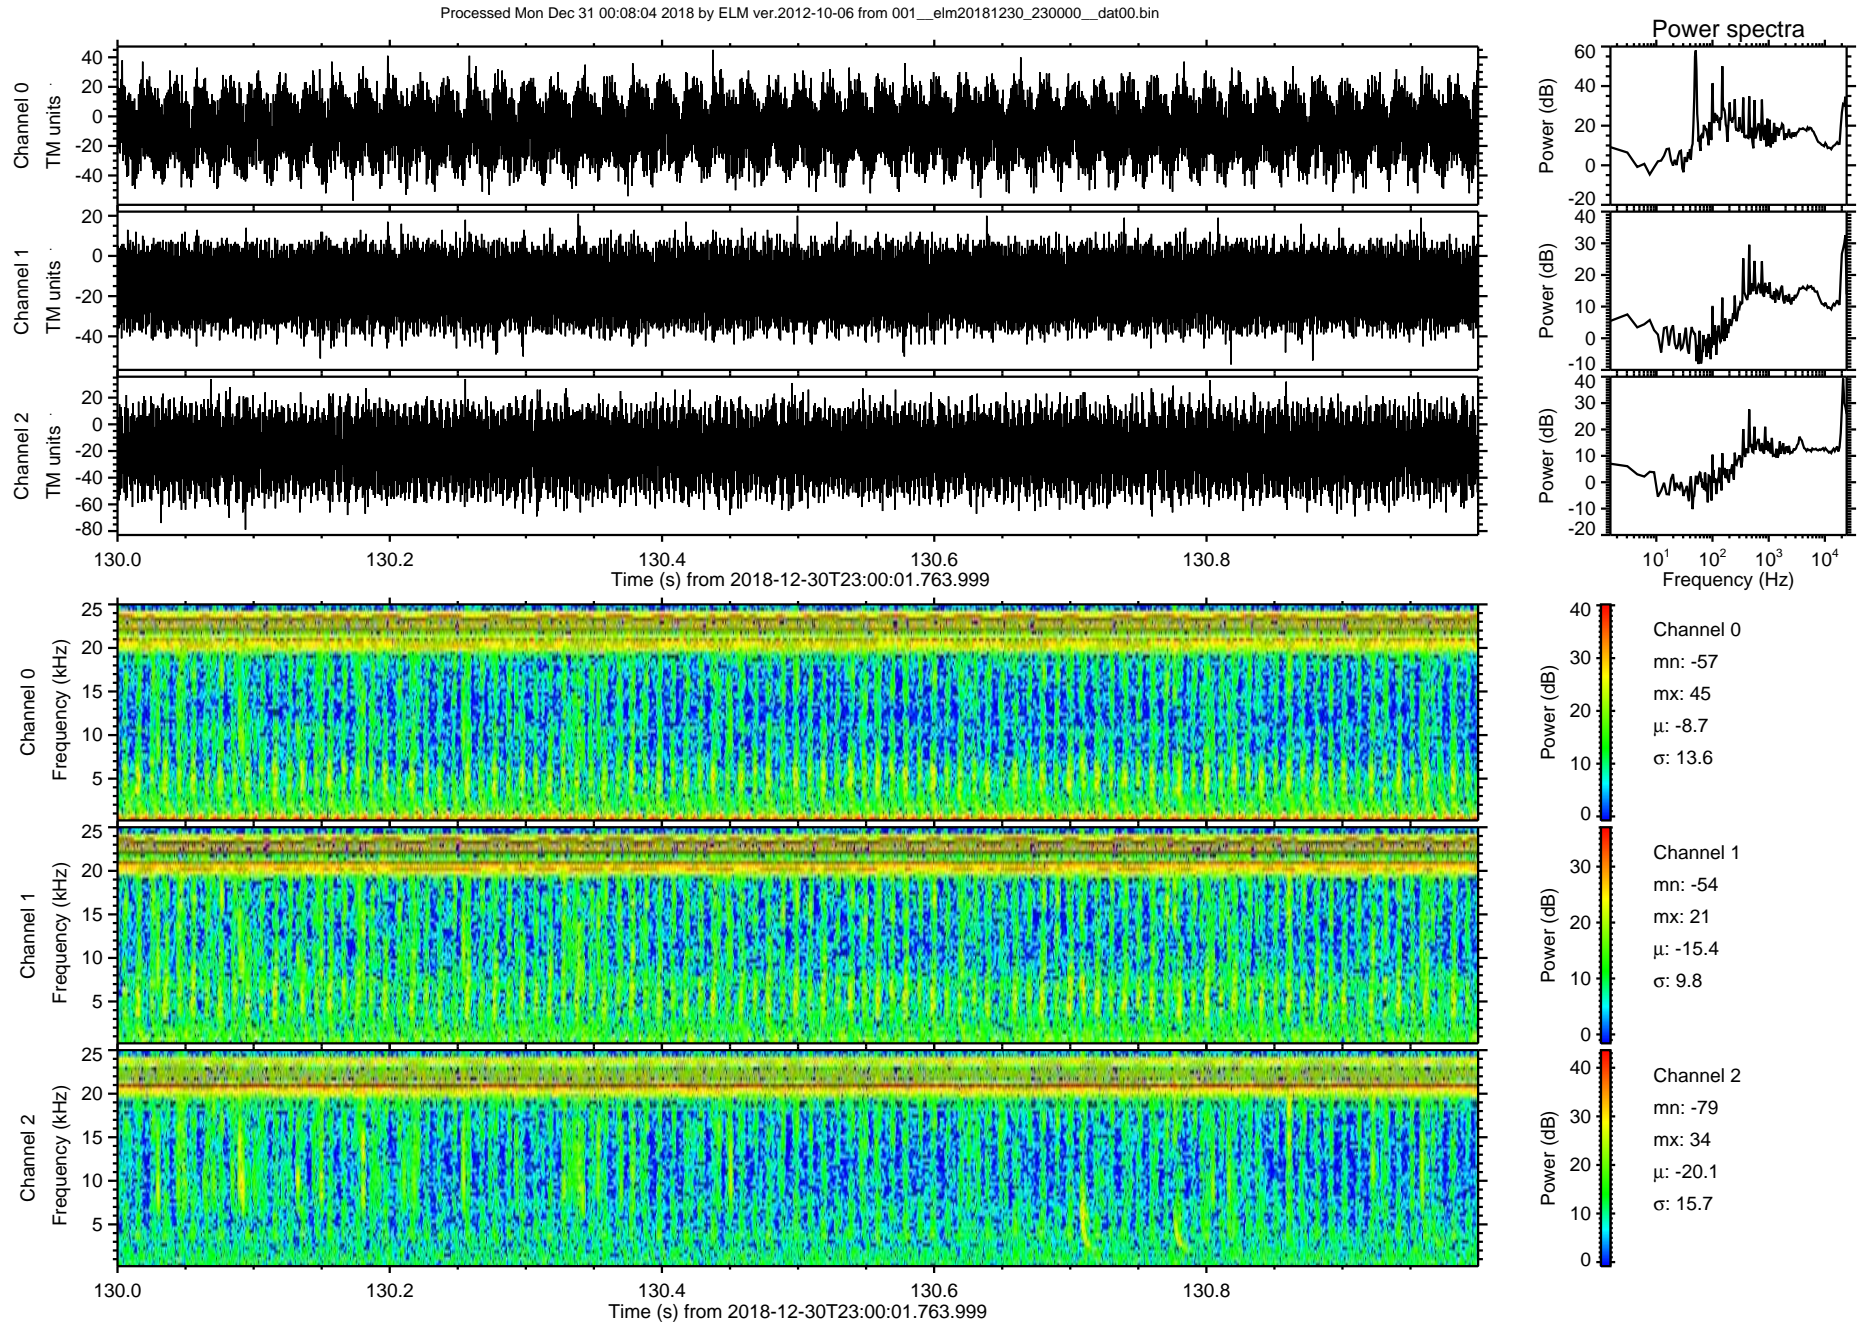 Processed Mon Dec 31 00:08:04 2018 by ELM ver.2012-10-06 from 001__elm20181230_230000__dat00.bin
Power spectra
Channel 0
TM units
40
20
0
-20
-40
Power (dB)
60
40
20
0
-20
Channel 1
TM units
20
0
-20
-40
Power (dB)
40
30
20
10
0
-10
Channel 2
TM units
20
0
-20
-40
-60
-80
Power (dB)
40
30
20
10
0
-10
-20
130.0 130.2 130.4 130.6 130.8
Time (s) from 2018-12-30T23:00:01.763.999
10¹ 10² 10³ 10⁴
Frequency (Hz)
Channel 0
Frequency (kHz)
25
20
15
10
5
Power (dB)
40
30
20
10
0
Channel 0
mn: -57
mx: 45
μ: -8.7
σ: 13.6
Channel 1
Frequency (kHz)
25
20
15
10
5
Power (dB)
30
20
10
0
Channel 1
mn: -54
mx: 21
μ: -15.4
σ: 9.8
Channel 2
Frequency (kHz)
25
20
15
10
5
Power (dB)
40
30
20
10
0
Channel 2
mn: -79
mx: 34
μ: -20.1
σ: 15.7
130.0 130.2 130.4 130.6 130.8
Time (s) from 2018-12-30T23:00:01.763.999